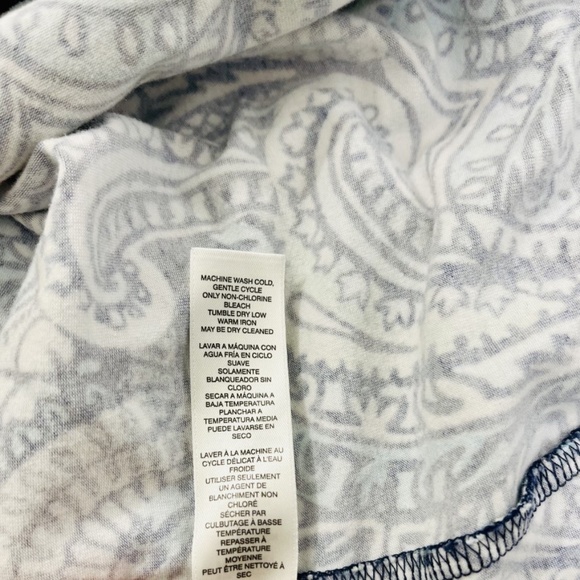 MACHINE WASH COLD,
GENTLE CYCLE
ONLY NON-CHLORINE
BLEACH
TUMBLE DRY LOW
WARM IRON
MAY BE DRY CLEANED
LAVAR A MÁQUINA CON
AGUA FRÍA EN CICLO
SUAVE
SOLAMENTE
BLANQUEADOR SIN
CLORO
SECAR A MÁQUINA A
BAJA TEMPERATURA
PLANCHAR A
TEMPERATURA MEDIA
PUEDE LAVARSE EN
SECO
LAVER À LA MACHINE AU
CYCLE DÉLICAT À L'EAU
FROIDE
UTILISER SEULEMENT
UN AGENT DE
BLANCHIMENT NON
CHLORÉ
SÉCHER PAR
CULBUTAGE À BASSE
TEMPÉRATURE
REPASSER À
TEMPÉRATURE
MOYENNE
PEUT ÊTRE NETTOYÉ À
SEC